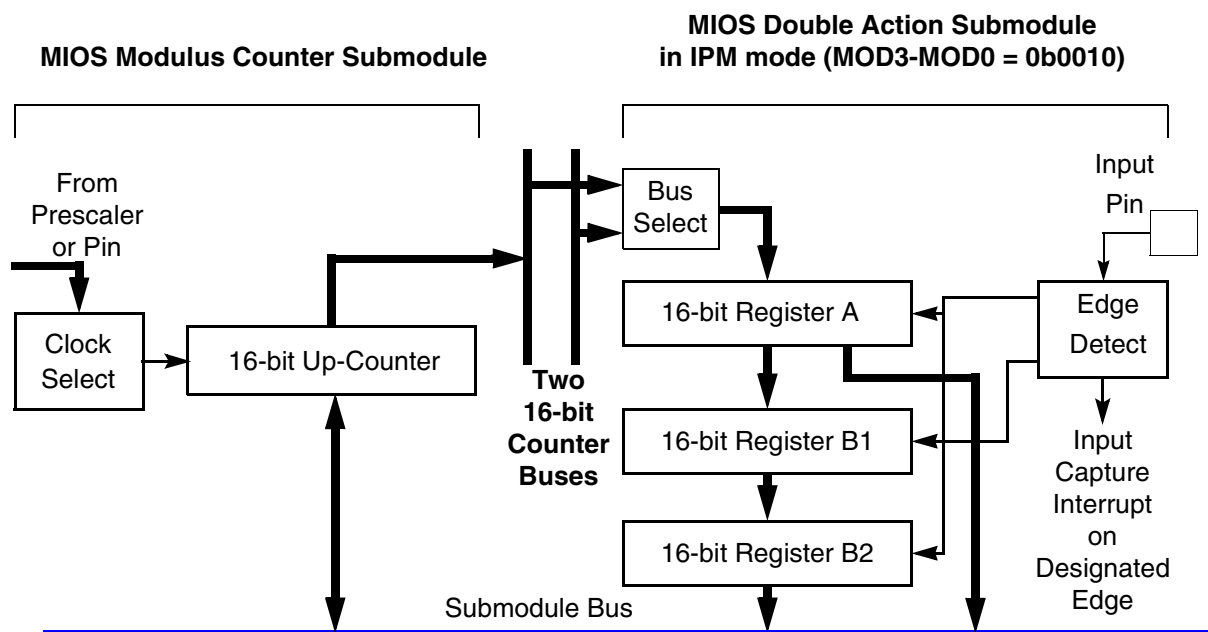 MIOS Modulus Counter Submodule
MIOS Double Action Submodule
in IPM mode (MOD3-MOD0 = 0b0010)
From
Prescaler
or Pin
Clock
Select
16-bit Up-Counter
Two
16-bit
Counter
Buses
Bus
Select
16-bit Register A
16-bit Register B1
16-bit Register B2
Input
Pin
Edge
Detect
Input
Capture
Interrupt
on
Designated
Edge
Submodule Bus